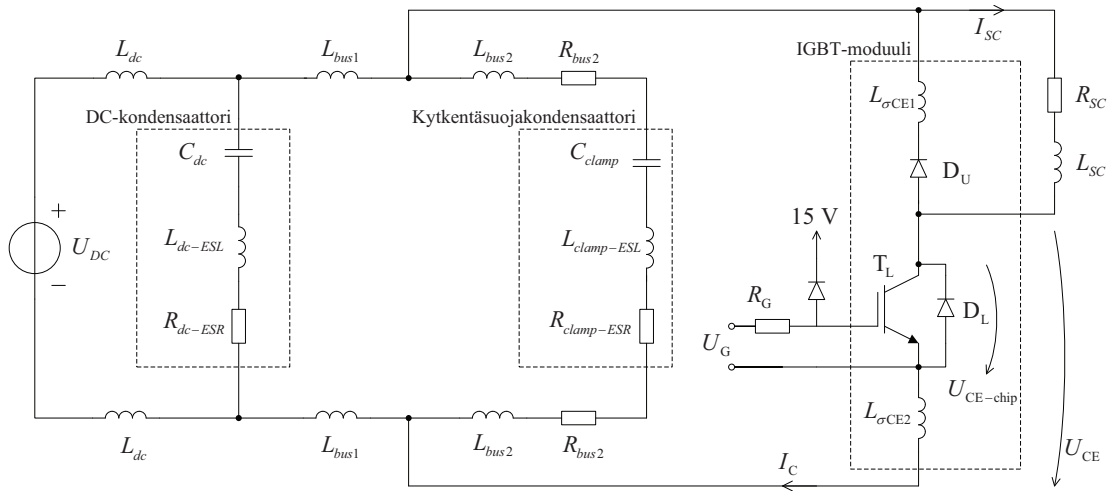 I_SC
L_dc
L_bus1
L_bus2
R_bus2
IGBT-moduuli
DC-kondensaattori
Kytkentäsuojakondensaattori
L_σCE1
R_SC
C_dc
C_clamp
D_U
L_SC
+
U_DC
−
L_dc−ESL
L_clamp−ESL
15 V
T_L
R_dc−ESR
R_clamp−ESR
R_G
D_L
U_G
U_CE−chip
L_σCE2
L_dc
L_bus1
L_bus2
R_bus2
U_CE
I_C